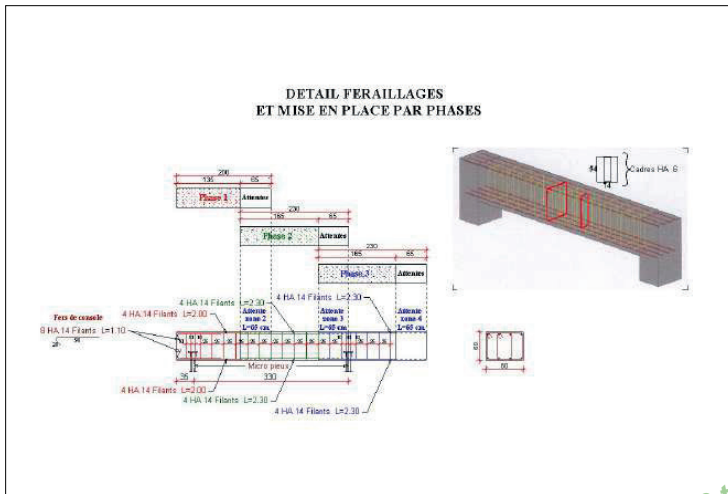 DETAIL FERAILLAGES
ET MISE EN PLACE PAR PHASES
200
135 65
Phase 1 Attentes
230
165 65
Phase 2 Attentes
230
165 65
Phase 3 Attentes
54
14
Cadres HA 6
4 HA 14 Filants L=2.30
4 HA 14 Filants L=2.30
4 HA 14 Filants L=2.00
Fers de console
8 HA 14 Filants L=1.10
Attente
zone 2
L=65 cm
Attente
zone 3
L=65 cm
Attente
zone 4
L=65 cm
Micro pieux
35 330
4 HA 14 Filants L=2.00
4 HA 14 Filants L=2.30
4 HA 14 Filants L=2.30
60
60